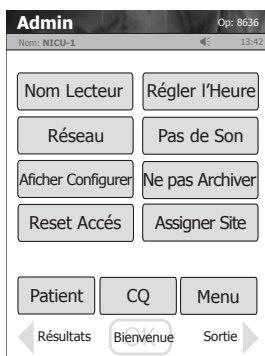 Admin Op: 8636
Nom: NICU-1 13:42
Nom Lecteur Régler l'Heure
Réseau Pas de Son
Aficher Configurer Ne pas Archiver
Reset Accés Assigner Site
Patient CQ Menu
OK
Résultats Bienvenue Sortie